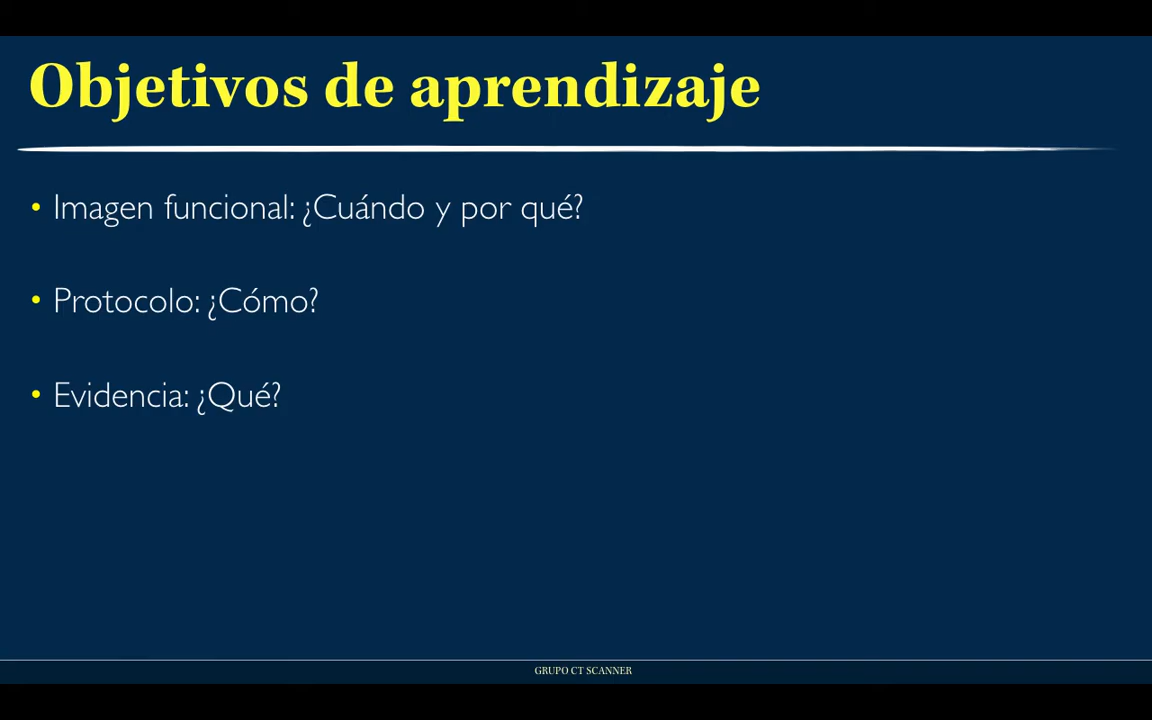 Objetivos de aprendizaje
• Imagen funcional: ¿Cuándo y por qué?
• Protocolo: ¿Cómo?
• Evidencia: ¿Qué?
GRUPO CT SCANNER